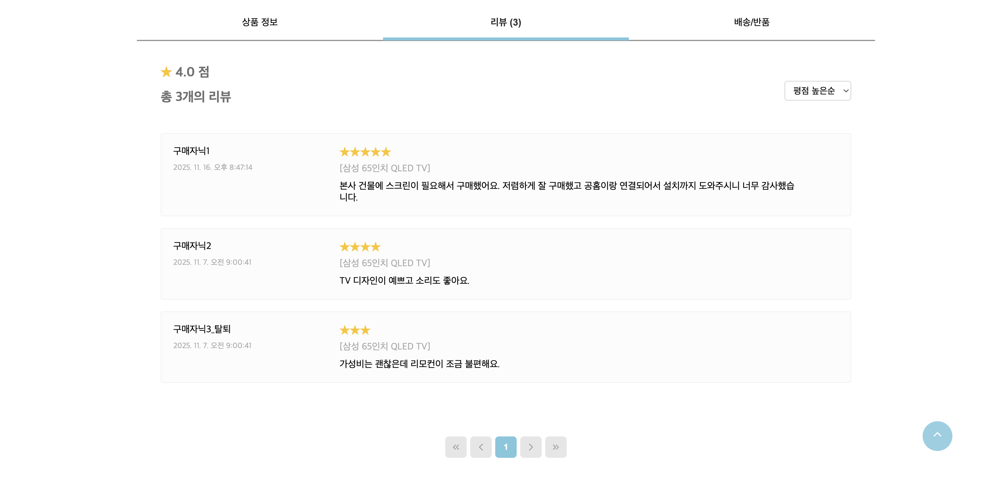 상품 정보
리뷰 (3)
배송/반품
★ 4.0 점
총 3개의 리뷰
평점 높은순
구매자닉1
2025. 11. 16. 오후 8:47:14
★★★★★
[삼성 65인치 QLED TV]
본사 건물에 스크린이 필요해서 구매했어요. 저렴하게 잘 구매했고 공홈이랑 연결되어서 설치까지 도와주시니 너무 감사했습
니다.
구매자닉2
2025. 11. 7. 오전 9:00:41
★★★★
[삼성 65인치 QLED TV]
TV 디자인이 예쁘고 소리도 좋아요.
구매자닉3_탈퇴
2025. 11. 7. 오전 9:00:41
★★★
[삼성 65인치 QLED TV]
가성비는 괜찮은데 리모컨이 조금 불편해요.
1